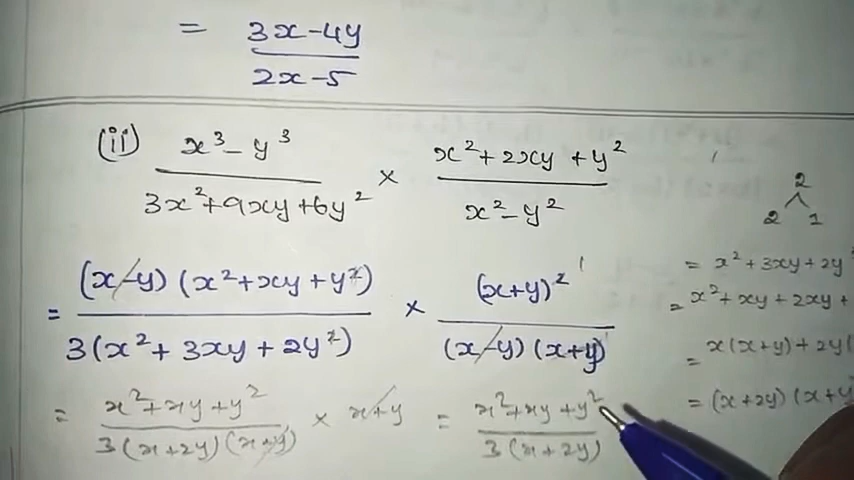 = (3x-4y)/(2x-5)
(ii) (x³ - y³)/(3x²+9xy+6y²) × (x²+2xy+y²)/(x²-y²)
2
2 1
= ((x-y)(x²+xy+y²))/(3(x²+3xy+2y²)) × (x+y)²/((x-y)(x+y))
= (x²+xy+y²)/(3(x+2y)(x+y)) × x+y = (x²+xy+y²)/(3(x+2y))
= x²+3xy+2y²
= x²+xy+2xy+
= x(x+y)+2y(
= (x+2y)(x+y